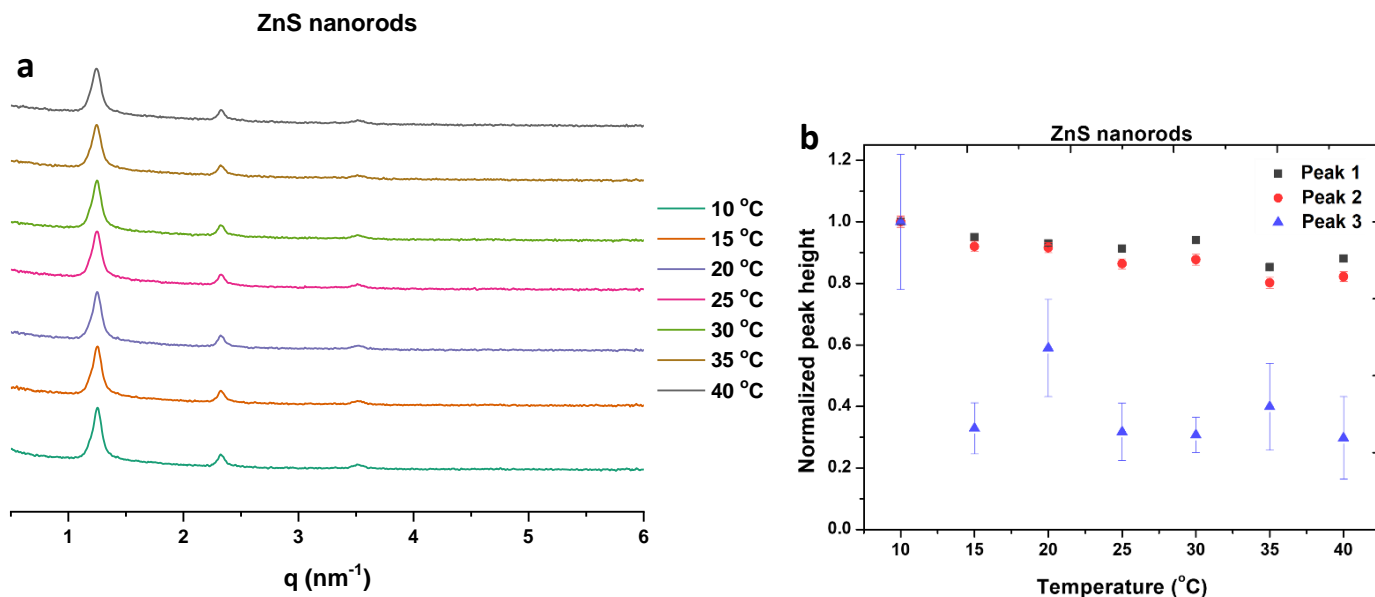 ZnS nanorods
a
10 °C
15 °C
20 °C
25 °C
30 °C
35 °C
40 °C
1 2 3 4 5 6
q (nm⁻¹)
b
ZnS nanorods
Peak 1
Peak 2
Peak 3
Normalized peak height
1.2
1.0
0.8
0.6
0.4
0.2
0.0
10 15 20 25 30 35 40
Temperature (°C)